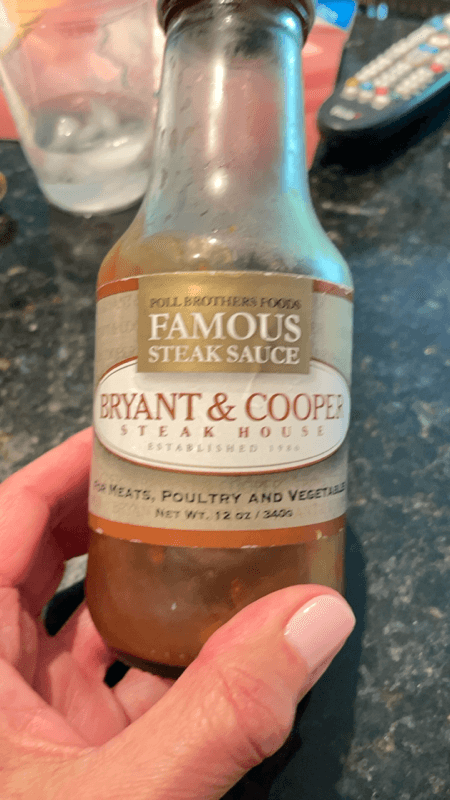 POLL BROTHERS FOODS
FAMOUS
STEAK SAUCE
BRYANT & COOPER
STEAK HOUSE
ESTABLISHED 1986
FOR MEATS, POULTRY AND VEGETABLE
NET WT. 12 OZ / 340G